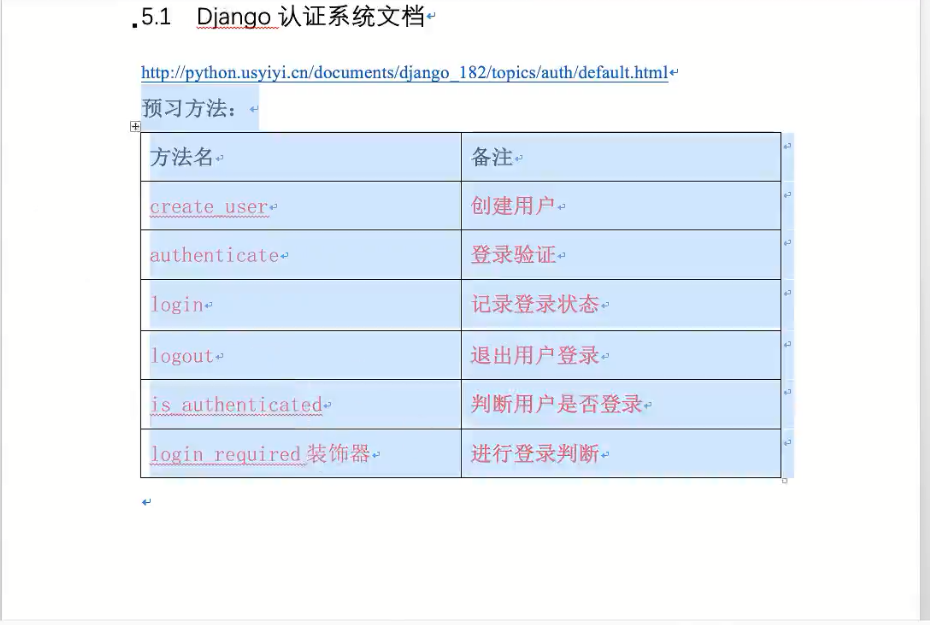 5.1 Django 认证系统文档
http://python.usyiyi.cn/documents/django_182/topics/auth/default.html
预习方法：
方法名 备注
create_user 创建用户
authenticate 登录验证
login 记录登录状态
logout 退出用户登录
is_authenticated 判断用户是否登录
login_required 装饰器 进行登录判断